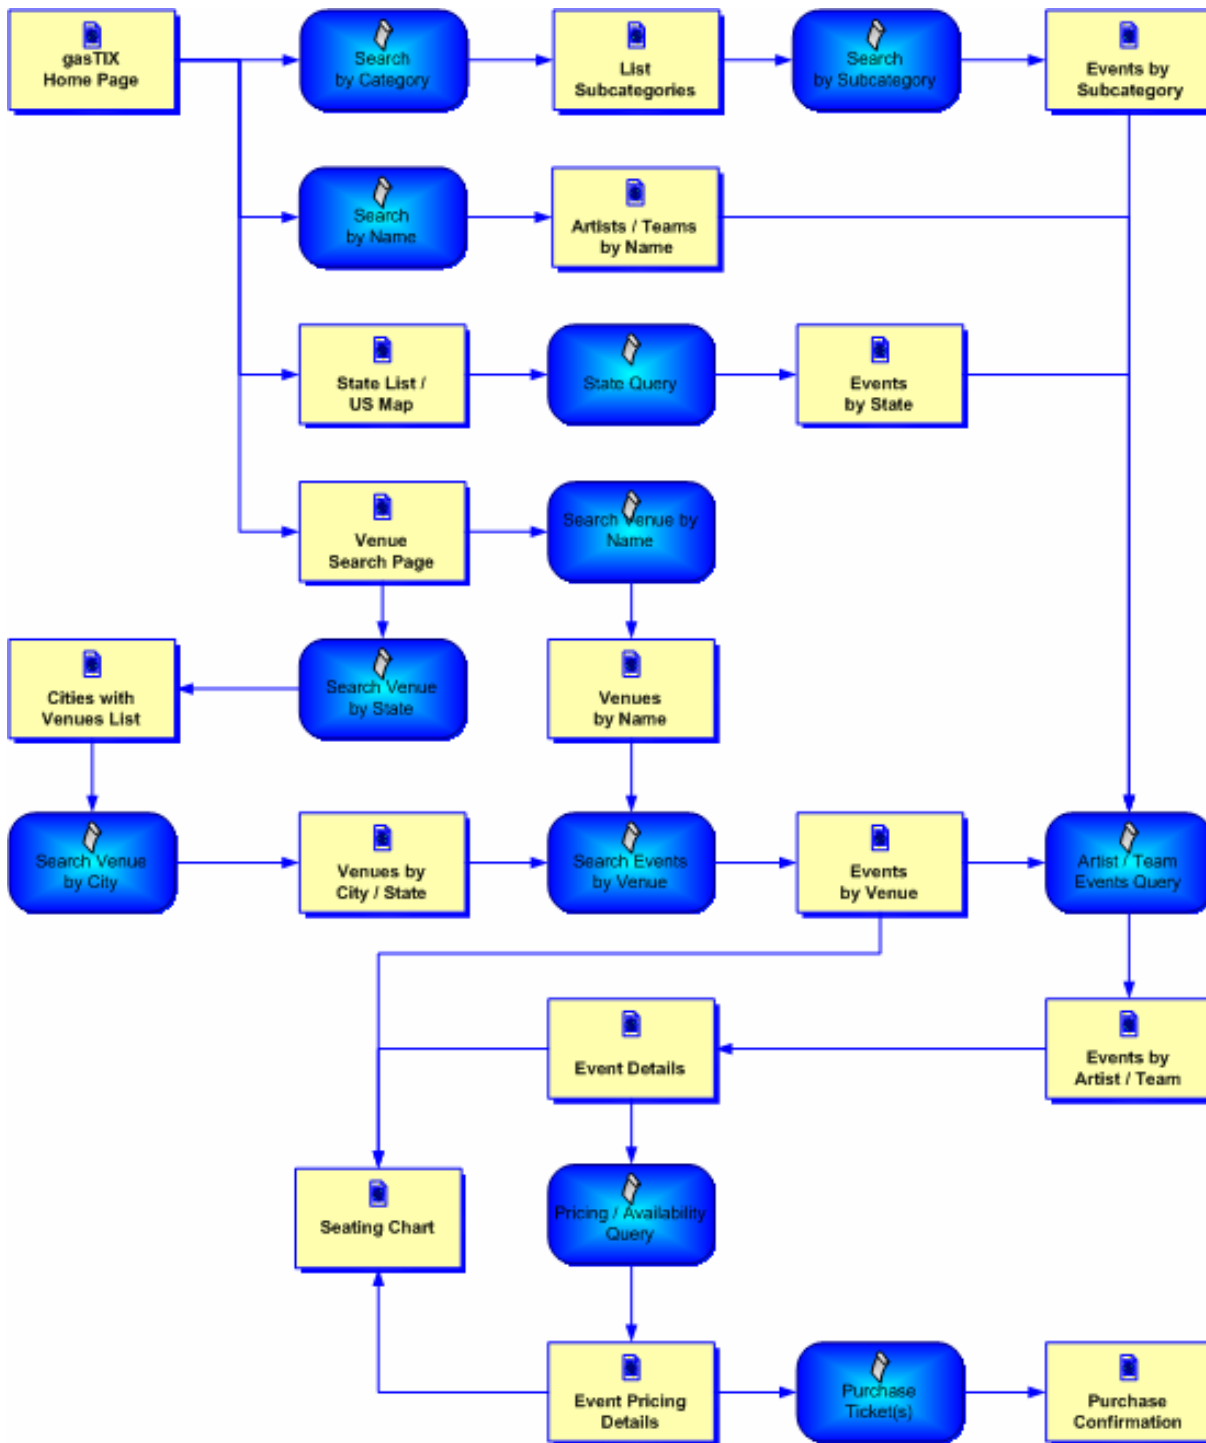 gasTIX
Home Page
Search
by Category
List
Subcategories
Search
by Subcategory
Events by
Subcategory
Search
by Name
Artists / Teams
by Name
State List /
US Map
State Query
Events
by State
Venue
Search Page
Search Venue by
Name
Cities with
Venues List
Search Venue
by State
Venues
by Name
Search Venue
by City
Venues by
City / State
Search Events
by Venue
Events
by Venue
Artist / Team
Events Query
Event Details
Events by
Artist / Team
Seating Chart
Pricing / Availability
Query
Event Pricing
Details
Purchase
Ticket(s)
Purchase
Confirmation